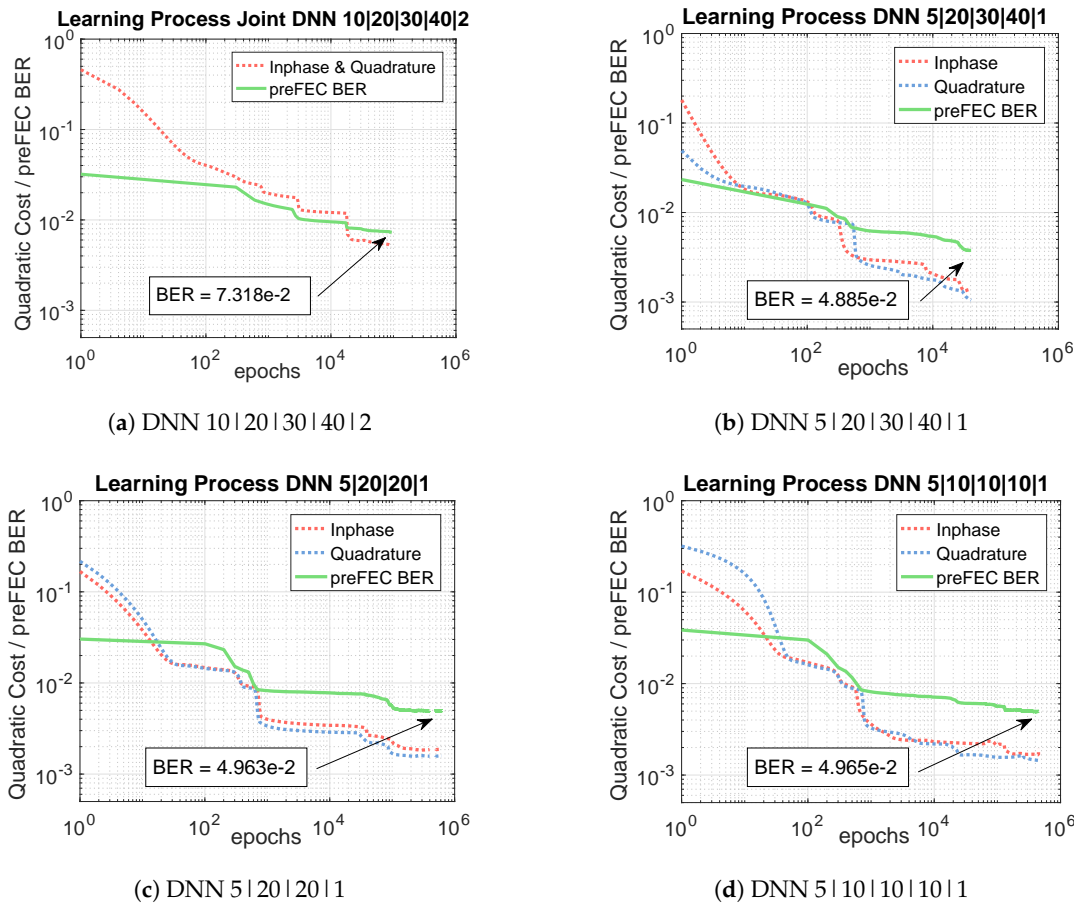 Learning Process Joint DNN 10|20|30|40|2
Quadratic Cost / preFEC BER
10^0
10^-1
10^-2
10^-3
Inphase & Quadrature
preFEC BER
BER = 7.318e-2
10^0 10^2 10^4 10^6
epochs
(a) DNN 10|20|30|40|2
Learning Process DNN 5|20|30|40|1
Quadratic Cost / preFEC BER
10^0
10^-1
10^-2
10^-3
Inphase
Quadrature
preFEC BER
BER = 4.885e-2
10^0 10^2 10^4 10^6
epochs
(b) DNN 5|20|30|40|1
Learning Process DNN 5|20|20|1
Quadratic Cost / preFEC BER
10^0
10^-1
10^-2
10^-3
Inphase
Quadrature
preFEC BER
BER = 4.963e-2
10^0 10^2 10^4 10^6
epochs
(c) DNN 5|20|20|1
Learning Process DNN 5|10|10|10|1
Quadratic Cost / preFEC BER
10^0
10^-1
10^-2
10^-3
Inphase
Quadrature
preFEC BER
BER = 4.965e-2
10^0 10^2 10^4 10^6
epochs
(d) DNN 5|10|10|10|1